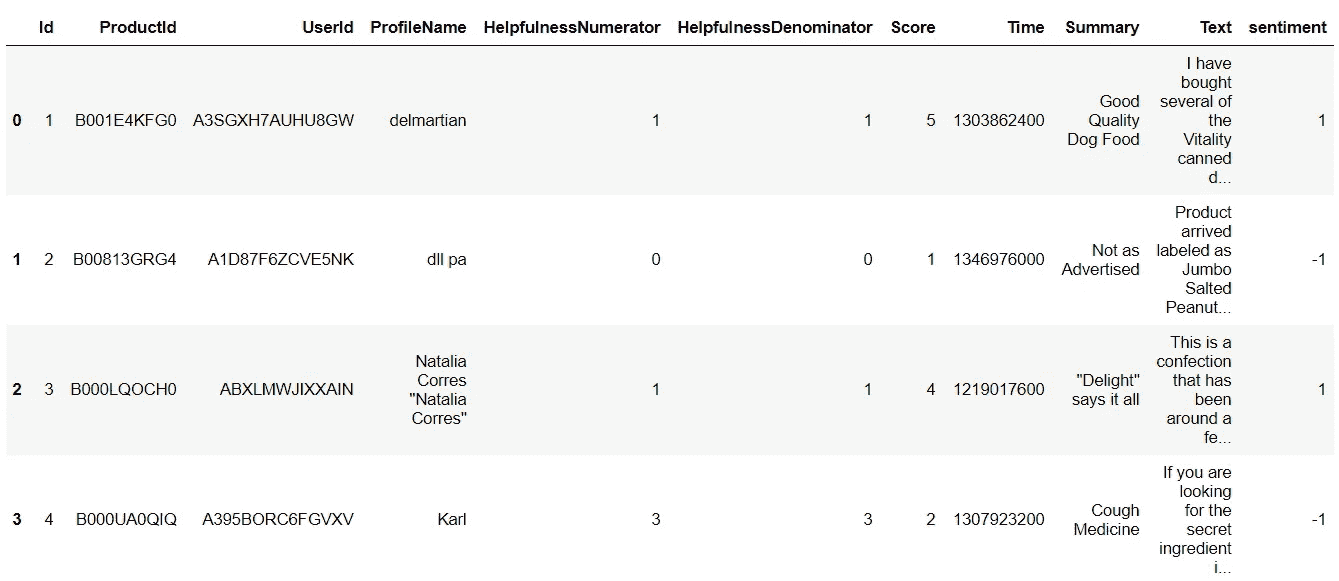 Id ProductId UserId ProfileName HelpfulnessNumerator HelpfulnessDenominator Score Time Summary Text sentiment
0 1 B001E4KFG0 A3SGXH7AUHU8GW delmartian 1 1 5 1303862400 Good Quality Dog Food I have bought several of the Vitality canned d... 1
1 2 B00813GRG4 A1D87F6ZCVE5NK dll pa 0 0 1 1346976000 Not as Advertised Product arrived labeled as Jumbo Salted Peanut... -1
2 3 B000LQOCH0 ABXLMWJIXXAIN Natalia Corres "Natalia Corres" 1 1 4 1219017600 "Delight" says it all This is a confection that has been around a fe... 1
3 4 B000UA0QIQ A395BORC6FGVXV Karl 3 3 2 1307923200 Cough Medicine If you are looking for the secret ingredient i... -1